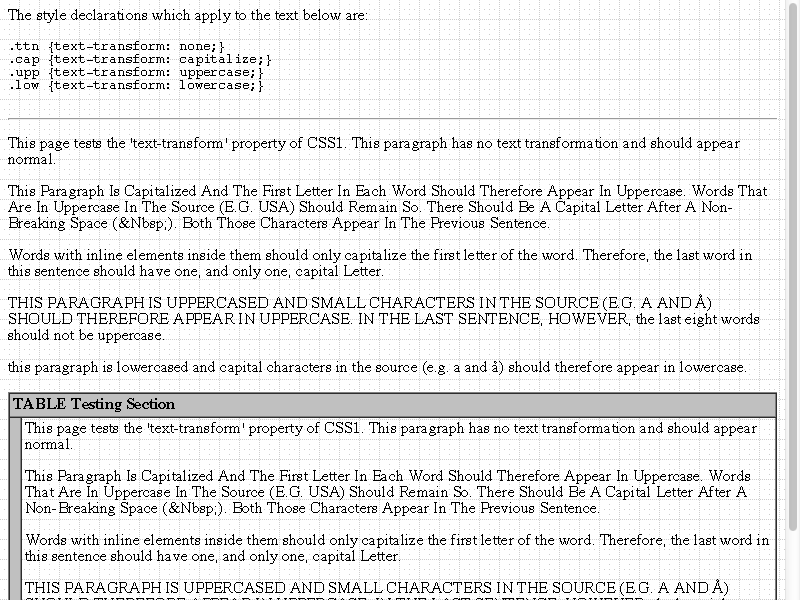 The style declarations which apply to the text below are:
.ttn {text-transform: none;}
.cap {text-transform: capitalize;}
.upp {text-transform: uppercase;}
.low {text-transform: lowercase;}
This page tests the 'text-transform' property of CSS1. This paragraph has no text transformation and should appear
normal.
This Paragraph Is Capitalized And The First Letter In Each Word Should Therefore Appear In Uppercase. Words That
Are In Uppercase In The Source (E.G. USA) Should Remain So. There Should Be A Capital Letter After A Non-
Breaking Space (&Nbsp;). Both Those Characters Appear In The Previous Sentence.
Words with inline elements inside them should only capitalize the first letter of the word. Therefore, the last word in
this sentence should have one, and only one, capital Letter.
THIS PARAGRAPH IS UPPERCASED AND SMALL CHARACTERS IN THE SOURCE (E.G. A AND Å)
SHOULD THEREFORE APPEAR IN UPPERCASE. IN THE LAST SENTENCE, HOWEVER, the last eight words
should not be uppercase.
this paragraph is lowercased and capital characters in the source (e.g. a and å) should therefore appear in lowercase.
TABLE Testing Section
This page tests the 'text-transform' property of CSS1. This paragraph has no text transformation and should appear
normal.
This Paragraph Is Capitalized And The First Letter In Each Word Should Therefore Appear In Uppercase. Words
That Are In Uppercase In The Source (E.G. USA) Should Remain So. There Should Be A Capital Letter After A
Non-Breaking Space (&Nbsp;). Both Those Characters Appear In The Previous Sentence.
Words with inline elements inside them should only capitalize the first letter of the word. Therefore, the last word in
this sentence should have one, and only one, capital Letter.
THIS PARAGRAPH IS UPPERCASED AND SMALL CHARACTERS IN THE SOURCE (E.G. A AND Å)